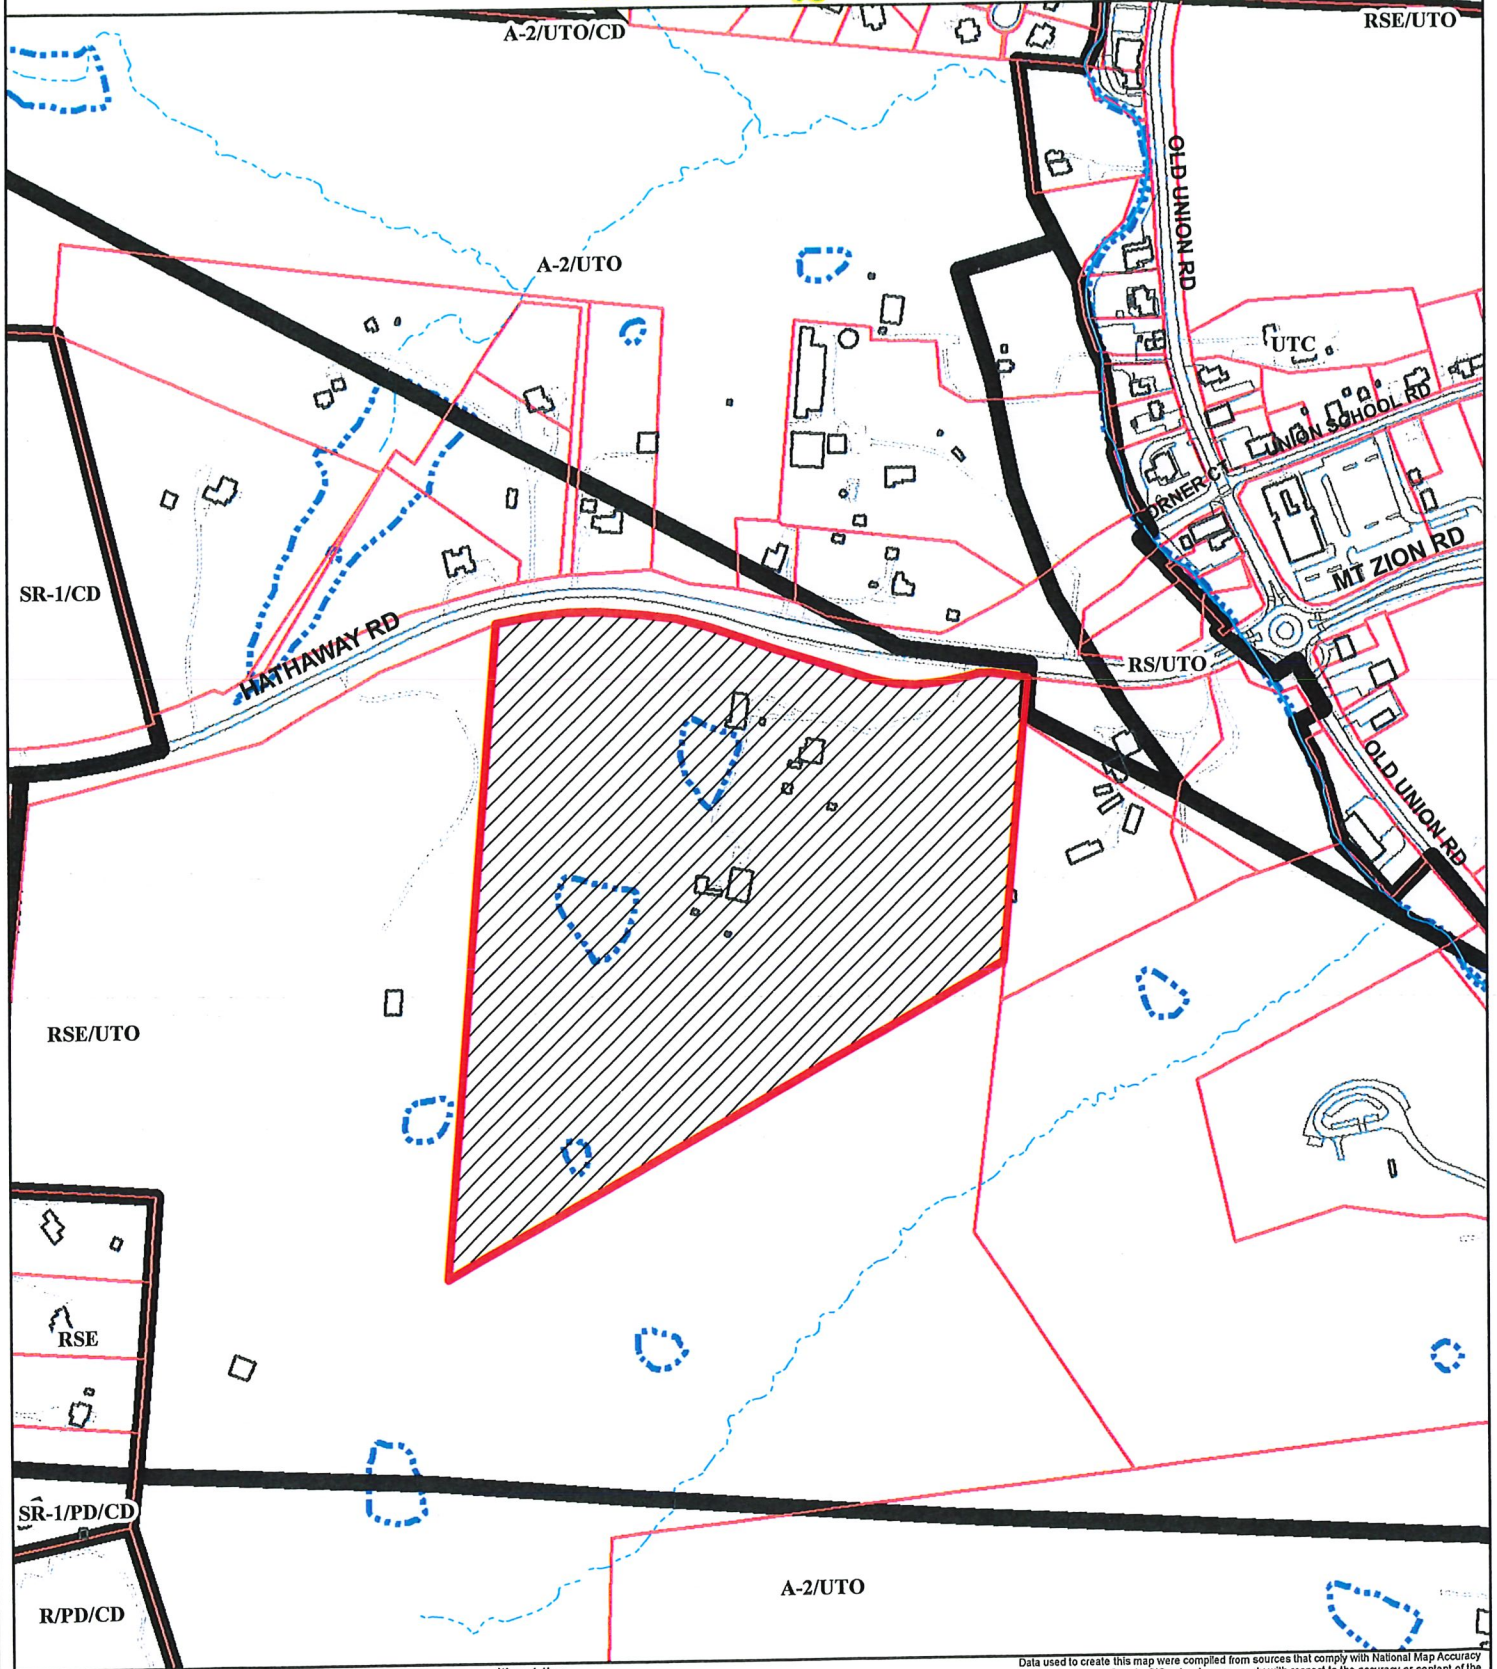 A-2/UTO/CD
RSE/UTO
OLD UNION RD
A-2/UTO
UTC
UNION SCHOOL RD
ORNER CT
MT ZION RD
SR-1/CD
HATHAWAY RD
RS/UTO
OLD UNION RD
RSE/UTO
RSE
SR-1/PD/CD
A-2/UTO
R/PD/CD
Data used to create this map were compiled from sources that comply with National Map Accuracy